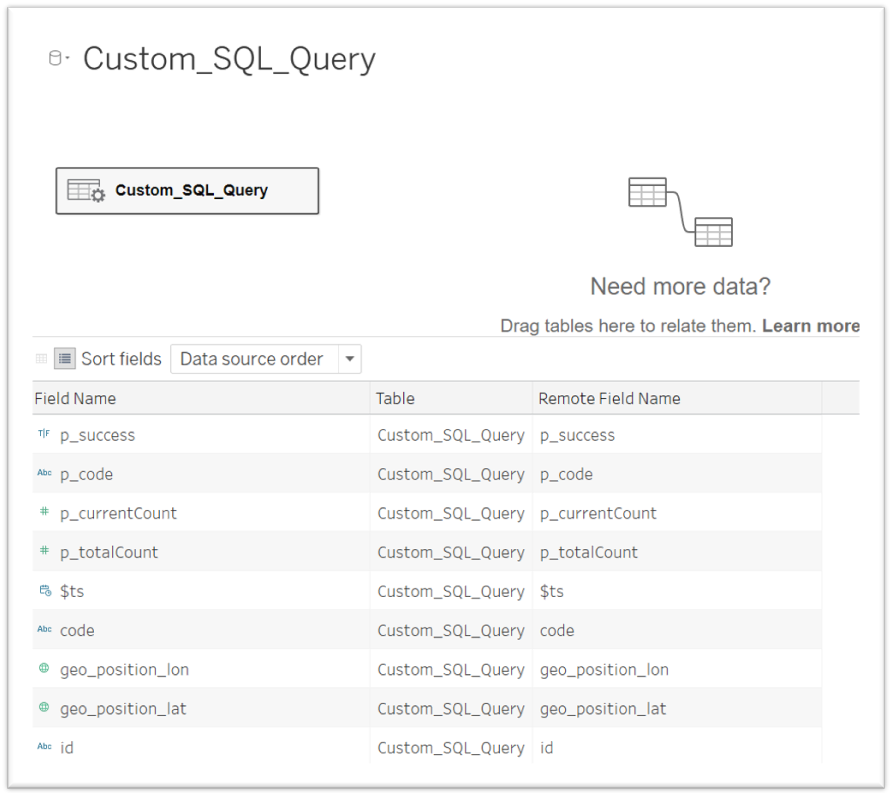 Custom_SQL_Query
Custom_SQL_Query
Need more data?
Drag tables here to relate them. Learn more
Sort fields Data source order
Field Name Table Remote Field Name
T|F p_success Custom_SQL_Query p_success
Abc p_code Custom_SQL_Query p_code
# p_currentCount Custom_SQL_Query p_currentCount
# p_totalCount Custom_SQL_Query p_totalCount
$ts Custom_SQL_Query $ts
Abc code Custom_SQL_Query code
geo_position_lon Custom_SQL_Query geo_position_lon
geo_position_lat Custom_SQL_Query geo_position_lat
Abc id Custom_SQL_Query id